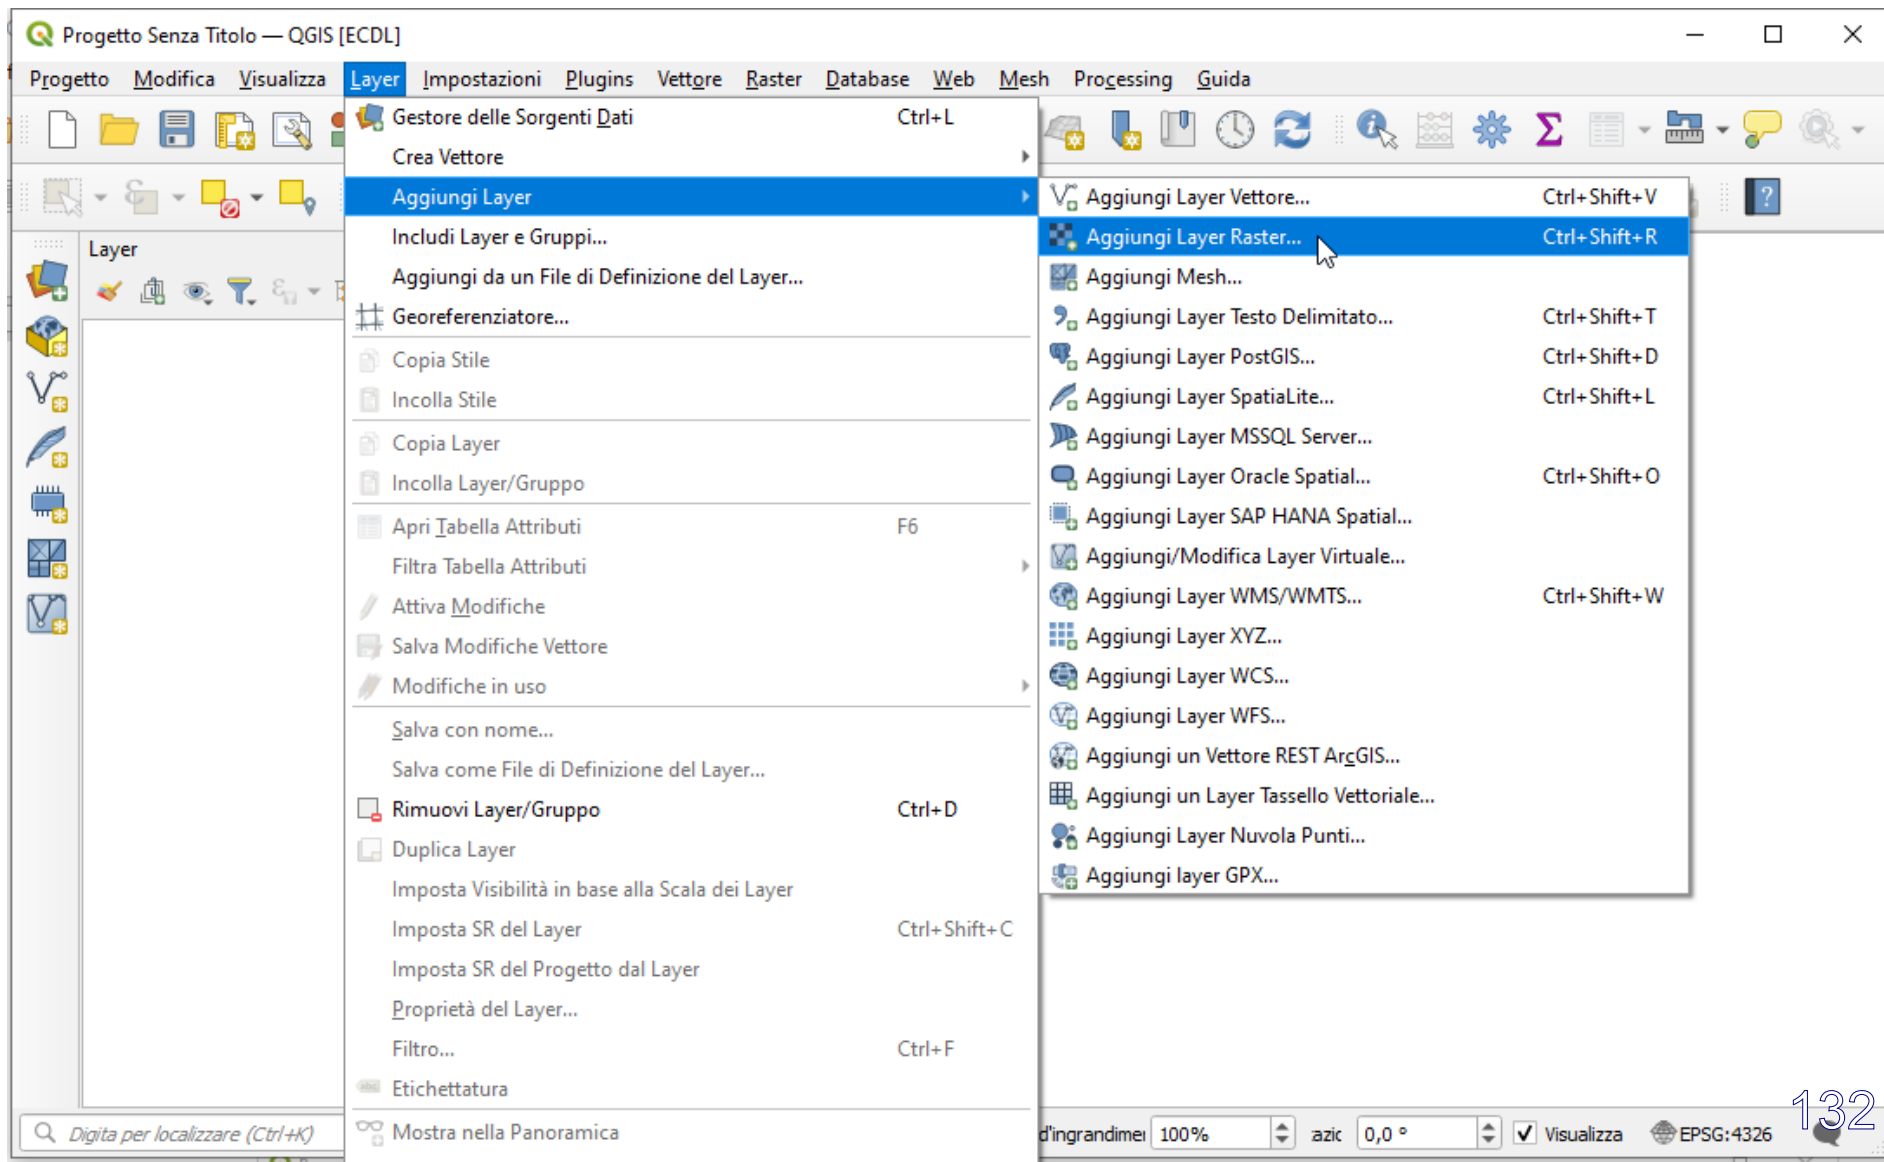 Progetto Senza Titolo — QGIS [ECDL]
Progetto Modifica Visualizza Layer Impostazioni Plugins Vettore Raster Database Web Mesh Processing Guida
Gestore delle Sorgenti Dati Ctrl+L
Crea Vettore
Aggiungi Layer
Includi Layer e Gruppi...
Aggiungi da un File di Definizione del Layer...
Georeferenziatore...
Copia Stile
Incolla Stile
Copia Layer
Incolla Layer/Gruppo
Apri Tabella Attributi F6
Filtra Tabella Attributi
Attiva Modifiche
Salva Modifiche Vettore
Modifiche in uso
Salva con nome...
Salva come File di Definizione del Layer...
Rimuovi Layer/Gruppo Ctrl+D
Duplica Layer
Imposta Visibilità in base alla Scala dei Layer
Imposta SR del Layer Ctrl+Shift+C
Imposta SR del Progetto dal Layer
Proprietà del Layer...
Filtro... Ctrl+F
Etichettatura
Mostra nella Panoramica
Aggiungi Layer Vettore... Ctrl+Shift+V
Aggiungi Layer Raster... Ctrl+Shift+R
Aggiungi Mesh...
Aggiungi Layer Testo Delimitato... Ctrl+Shift+T
Aggiungi Layer PostGIS... Ctrl+Shift+D
Aggiungi Layer SpatiaLite... Ctrl+Shift+L
Aggiungi Layer MSSQL Server...
Aggiungi Layer Oracle Spatial... Ctrl+Shift+O
Aggiungi Layer SAP HANA Spatial...
Aggiungi/Modifica Layer Virtuale...
Aggiungi Layer WMS/WMTS... Ctrl+Shift+W
Aggiungi Layer XYZ...
Aggiungi Layer WCS...
Aggiungi Layer WFS...
Aggiungi un Vettore REST ArcGIS...
Aggiungi un Layer Tassello Vettoriale...
Aggiungi Layer Nuvola Punti...
Aggiungi layer GPX...
Layer
Digita per localizzare (Ctrl+K)
d'ingrandimei 100% azic 0,0 ° Visualizza EPSG:4326
132